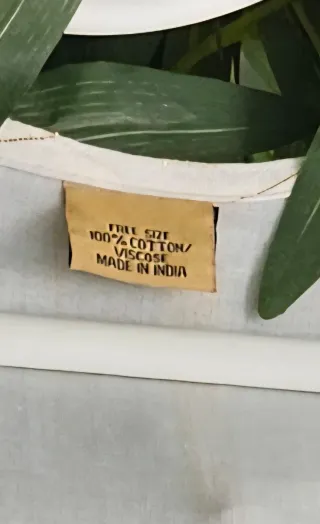 FREE SIZE
100% COTTON/
VISCOSE
MADE IN INDIA